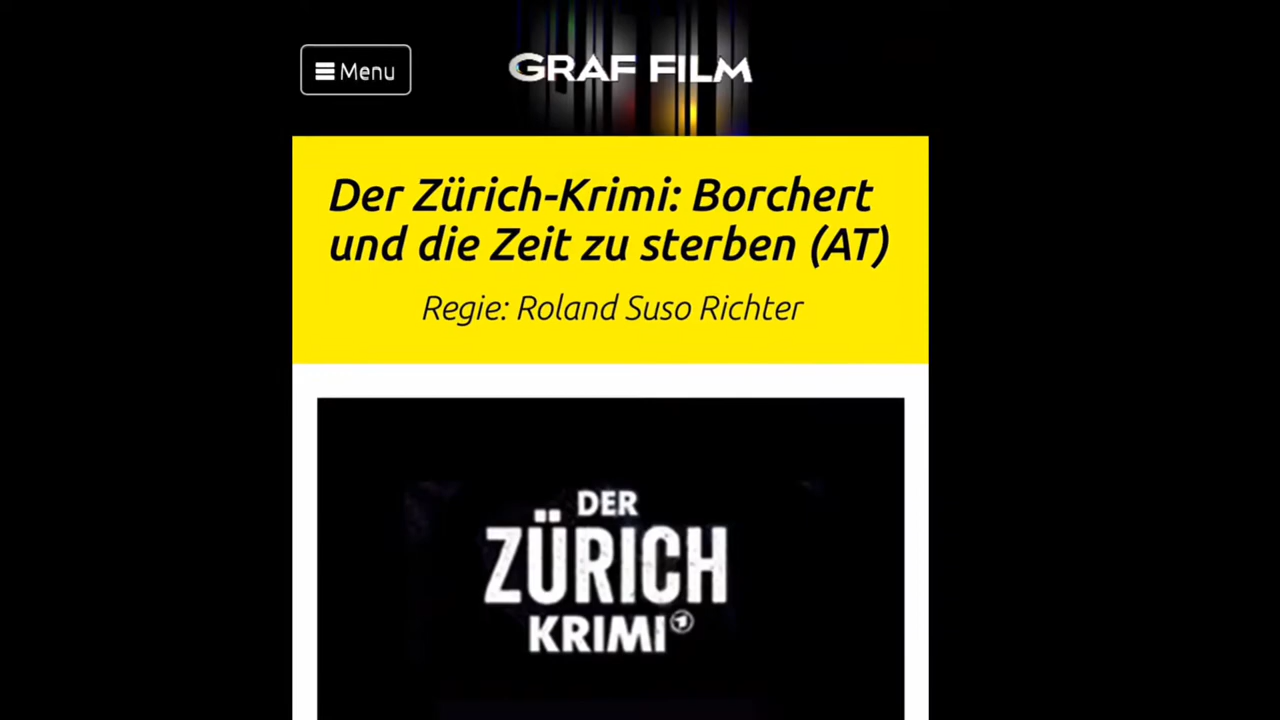 Menu
GRAF FILM
Der Zürich-Krimi: Borchert
und die Zeit zu sterben (AT)
Regie: Roland Suso Richter
DER
ZÜRICH
KRIMI